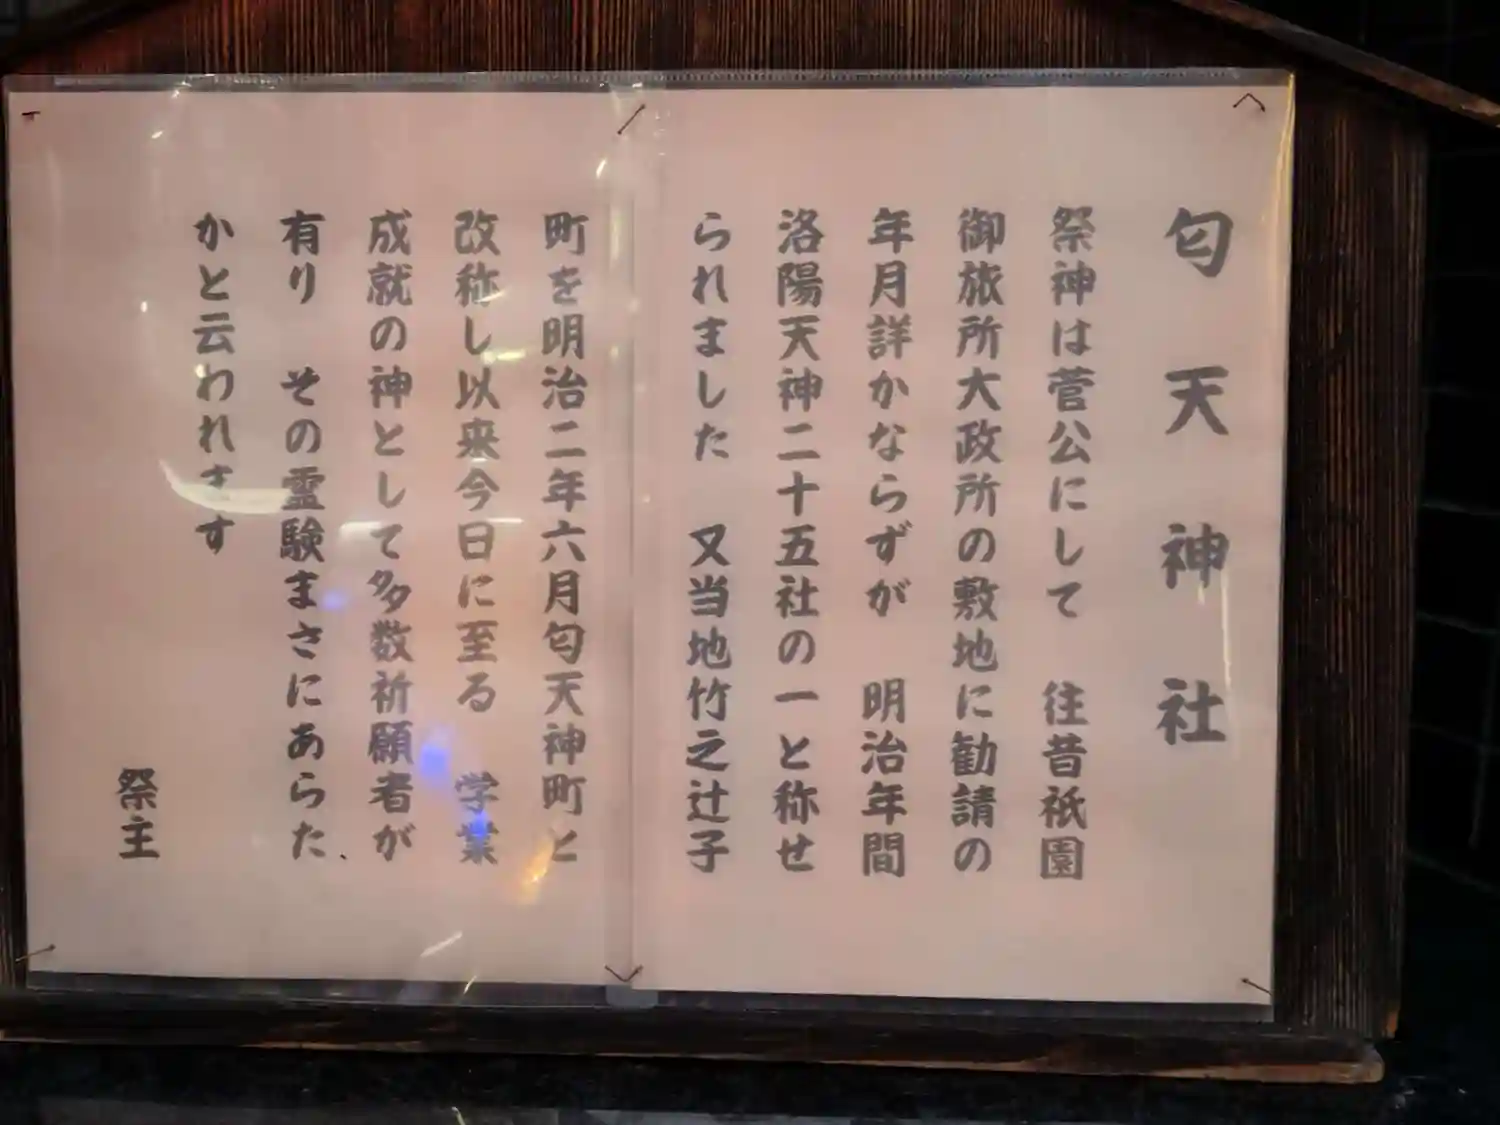 匂天神社
祭神は菅公にして　往昔祇園
御旅所大政所の敷地に勧請の
年月詳かならずが　明治年間
洛陽天神二十五社の一と称せ
られました　又当地竹之辻子
町を明治二年六月匂天神町と
改称し以来今日に至る　学業
成就の神として多数祈願者が
有り　その霊験まさにあらた
かと云われます
祭主